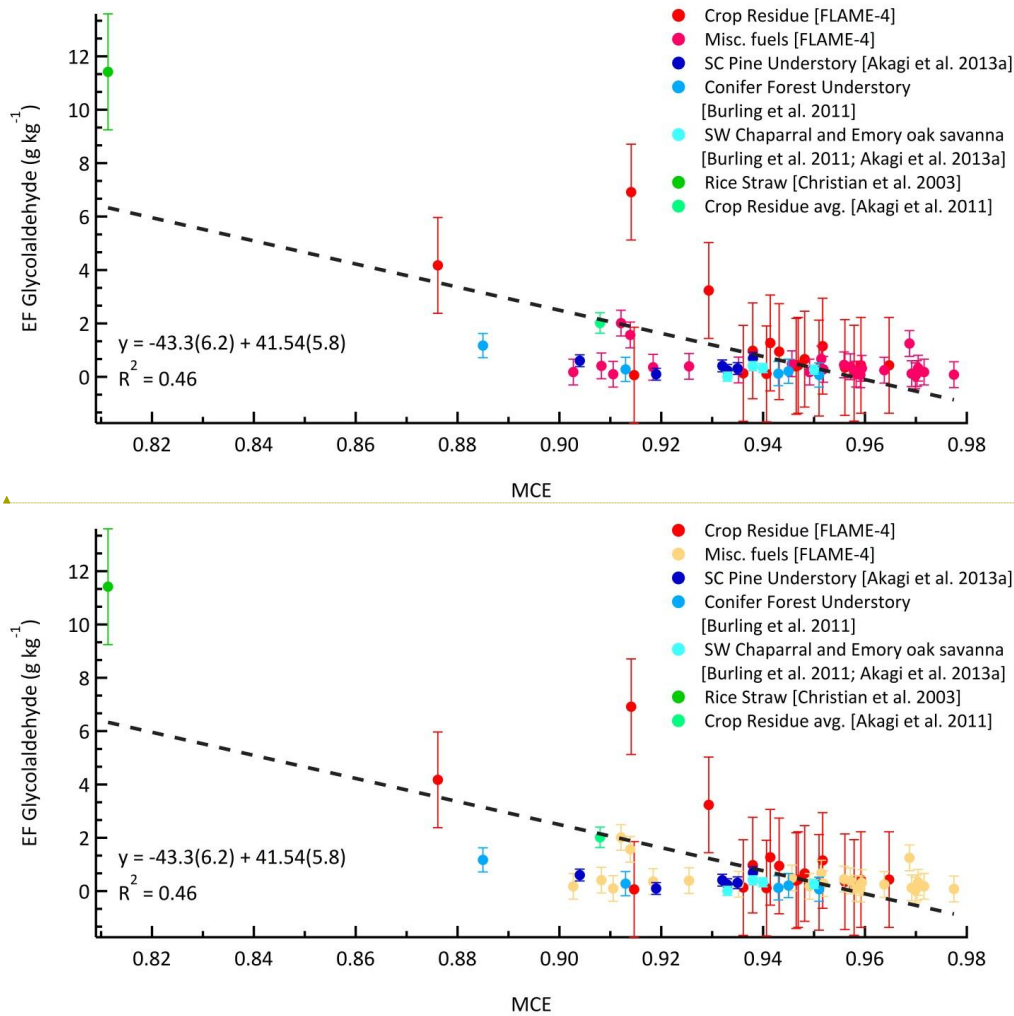 Crop Residue [FLAME-4]
Misc. fuels [FLAME-4]
SC Pine Understory [Akagi et al. 2013a]
Conifer Forest Understory
[Burling et al. 2011]
SW Chaparral and Emory oak savanna
[Burling et al. 2011; Akagi et al. 2013a]
Rice Straw [Christian et al. 2003]
Crop Residue avg. [Akagi et al. 2011]
EF Glycolaldehyde (g kg⁻¹)
12
10
8
6
4
2
0
y = -43.3(6.2) + 41.54(5.8)
R² = 0.46
0.82 0.84 0.86 0.88 0.90 0.92 0.94 0.96 0.98
MCE
Crop Residue [FLAME-4]
Misc. fuels [FLAME-4]
SC Pine Understory [Akagi et al. 2013a]
Conifer Forest Understory
[Burling et al. 2011]
SW Chaparral and Emory oak savanna
[Burling et al. 2011; Akagi et al. 2013a]
Rice Straw [Christian et al. 2003]
Crop Residue avg. [Akagi et al. 2011]
EF Glycolaldehyde (g kg⁻¹)
12
10
8
6
4
2
0
y = -43.3(6.2) + 41.54(5.8)
R² = 0.46
0.82 0.84 0.86 0.88 0.90 0.92 0.94 0.96 0.98
MCE